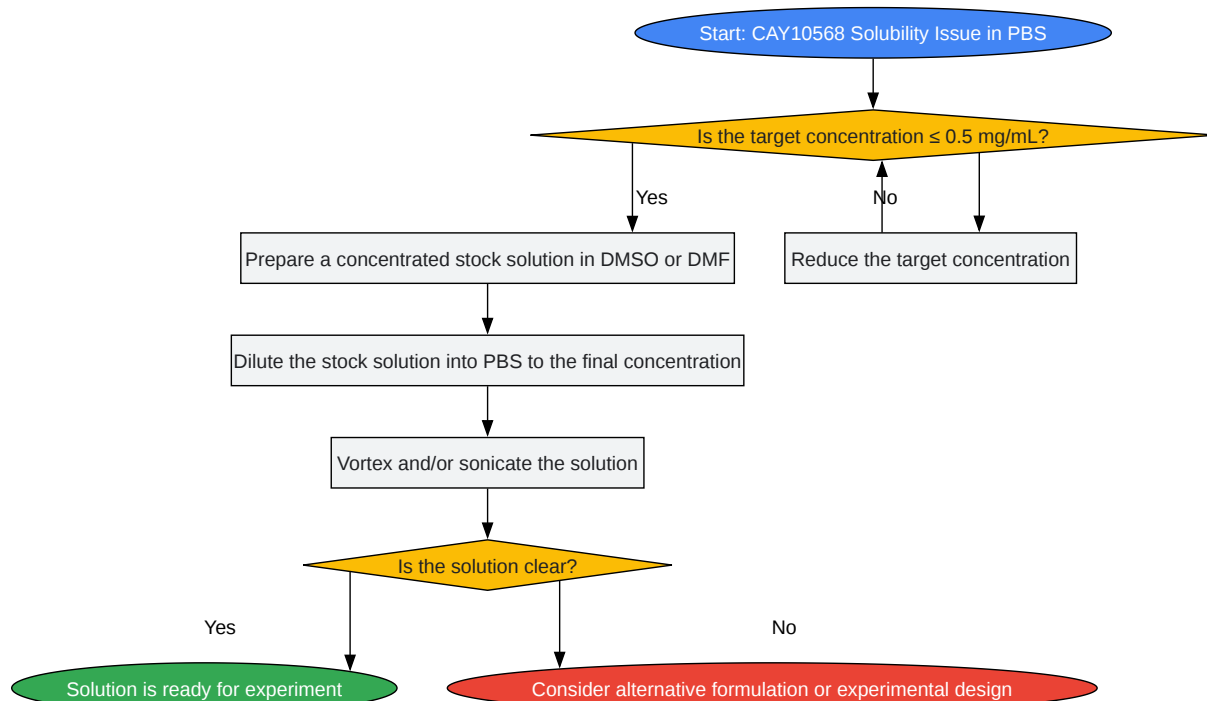 Start: CAY10568 Solubility Issue in PBS
Is the target concentration ≤ 0.5 mg/mL?
Yes
No
Prepare a concentrated stock solution in DMSO or DMF
Reduce the target concentration
Dilute the stock solution into PBS to the final concentration
Vortex and/or sonicate the solution
Is the solution clear?
Yes
No
Solution is ready for experiment
Consider alternative formulation or experimental design